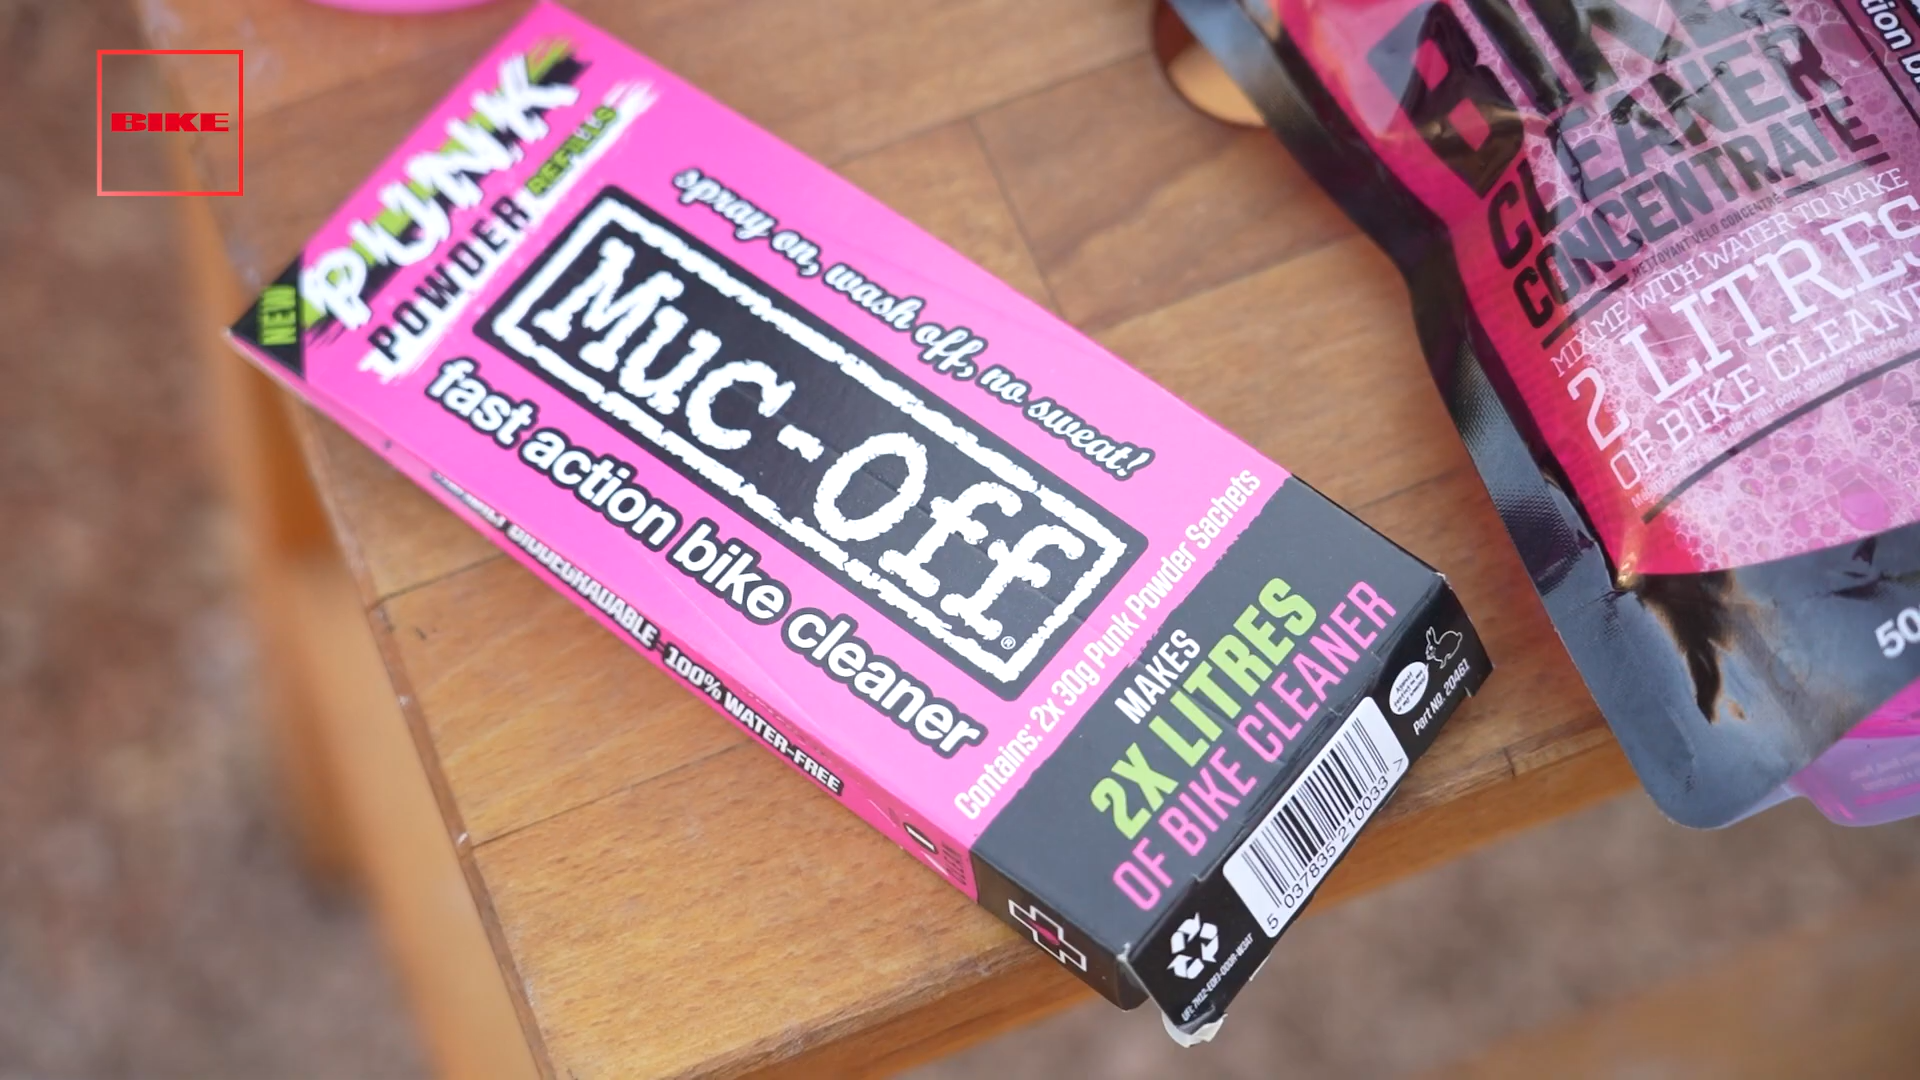 BIKE
NEW
PUNK
POWDER
REFILLS
spray on, wash off, no sweat!
Muc-Off
®
fast action bike cleaner
BIODEGRADABLE 100% WATER-FREE
Contains: 2x 30g Punk Powder Sachets
MAKES
2X LITRES
OF BIKE CLEANER
Part No. 20461
5 037835 210033 >
BIKE
CLEANER
CONCENTRATE
MIX ME WITH WATER TO MAKE
2 LITRES
OF BIKE
50